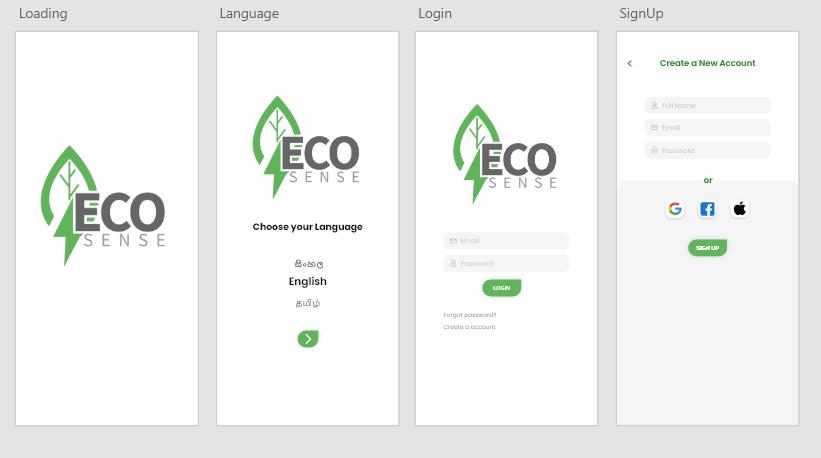 Loading
ECO
SENSE
Language
ECO
SENSE
Choose your Language
සිංහල
English
தமிழ்
Login
ECO
SENSE
Email
Password
LOGIN
Forgot password?
Create a account
SignUp
Create a New Account
Full Name
Email
Password
or
SIGN UP